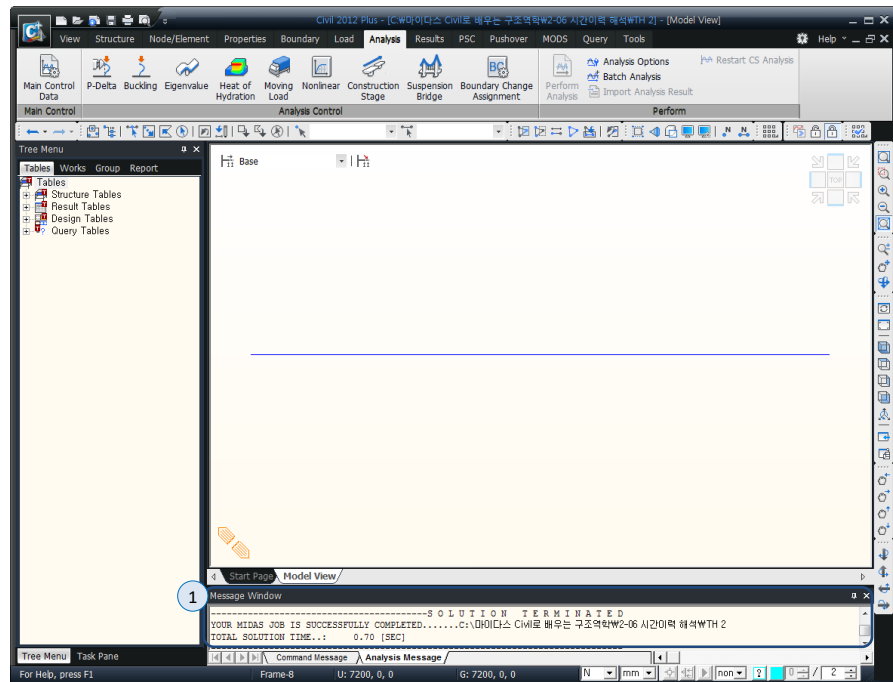 Civil 2012 Plus - [C:₩마이다스 Civil로 배우는 구조역학₩2-06 시간이력 해석₩TH 2] - [Model View]
View Structure Node/Element Properties Boundary Load Analysis Results PSC Pushover MODS Query Tools Help
Main Control Data
P-Delta
Buckling
Eigenvalue
Heat of Hydration
Moving Load
Nonlinear
Construction Stage
Suspension Bridge
Boundary Change Assignment
Perform Analysis
Analysis Options
Batch Analysis
Import Analysis Result
Restart CS Analysis
Main Control Analysis Control Perform
Tree Menu
Tables Works Group Report
Tables
Structure Tables
Result Tables
Design Tables
Query Tables
Base
TOP
Start Page Model View
1
Message Window
SOLUTION TERMINATED
YOUR MIDAS JOB IS SUCCESSFULLY COMPLETED.......C:\마이다스 Civil로 배우는 구조역학₩2-06 시간이력 해석₩TH 2
TOTAL SOLUTION TIME..: 0.70 [SEC]
Tree Menu Task Pane
Command Message Analysis Message
For Help, press F1 Frame-8 U: 7200, 0, 0 G: 7200, 0, 0 N mm non ? 0 / 2